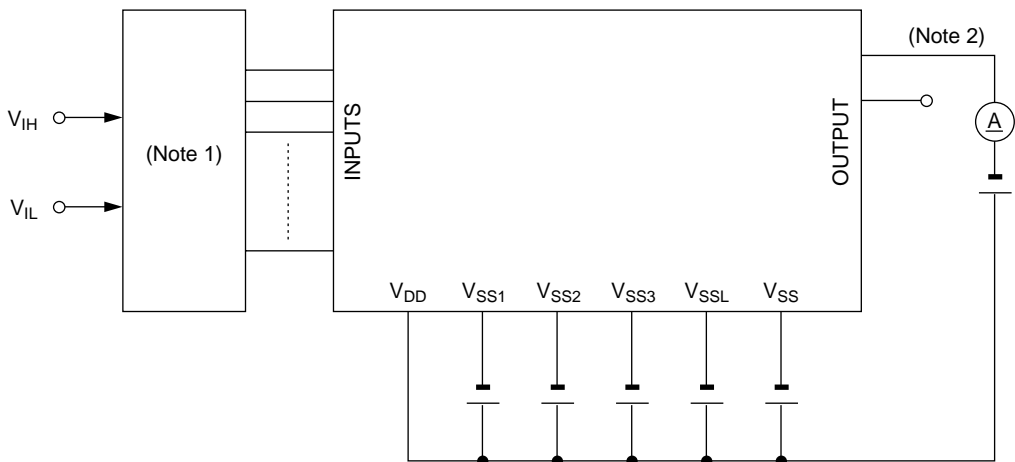 (Note 2)
V_IH
(Note 1)
INPUTS
OUTPUT
A
V_IL
V_DD V_SS1 V_SS2 V_SS3 V_SSL V_SS